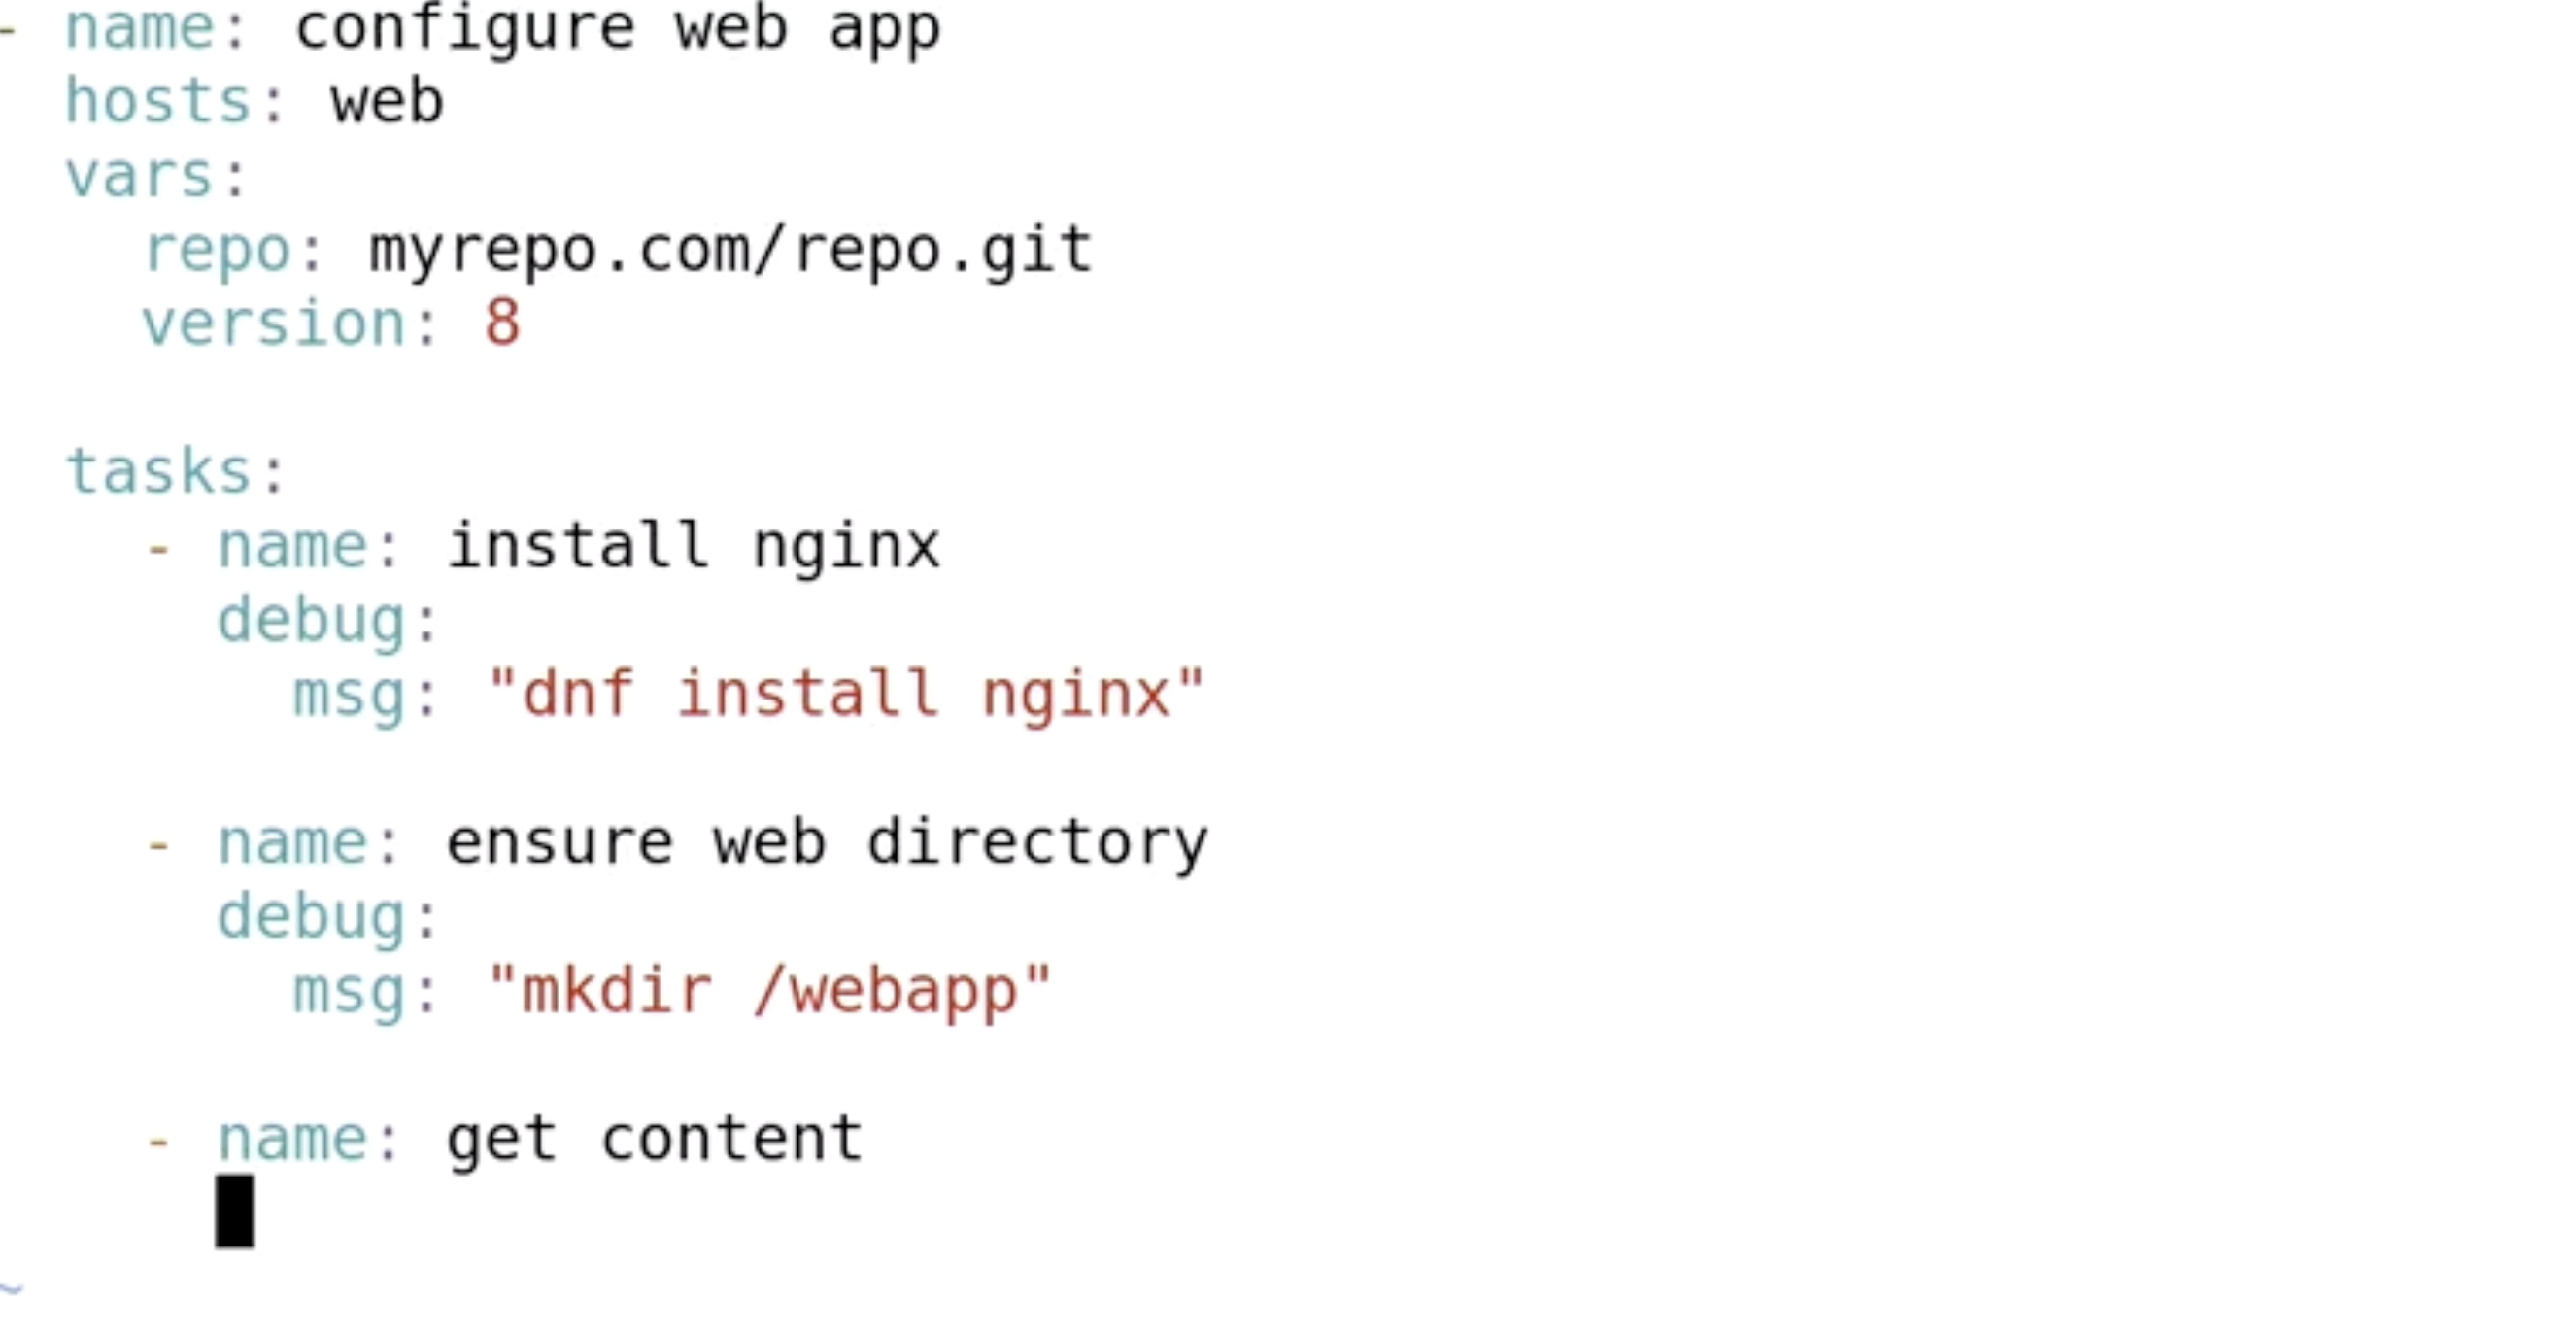 - name: configure web app
  hosts: web
  vars:
    repo: myrepo.com/repo.git
    version: 8

  tasks:
    - name: install nginx
      debug:
        msg: "dnf install nginx"

    - name: ensure web directory
      debug:
        msg: "mkdir /webapp"

    - name: get content

~